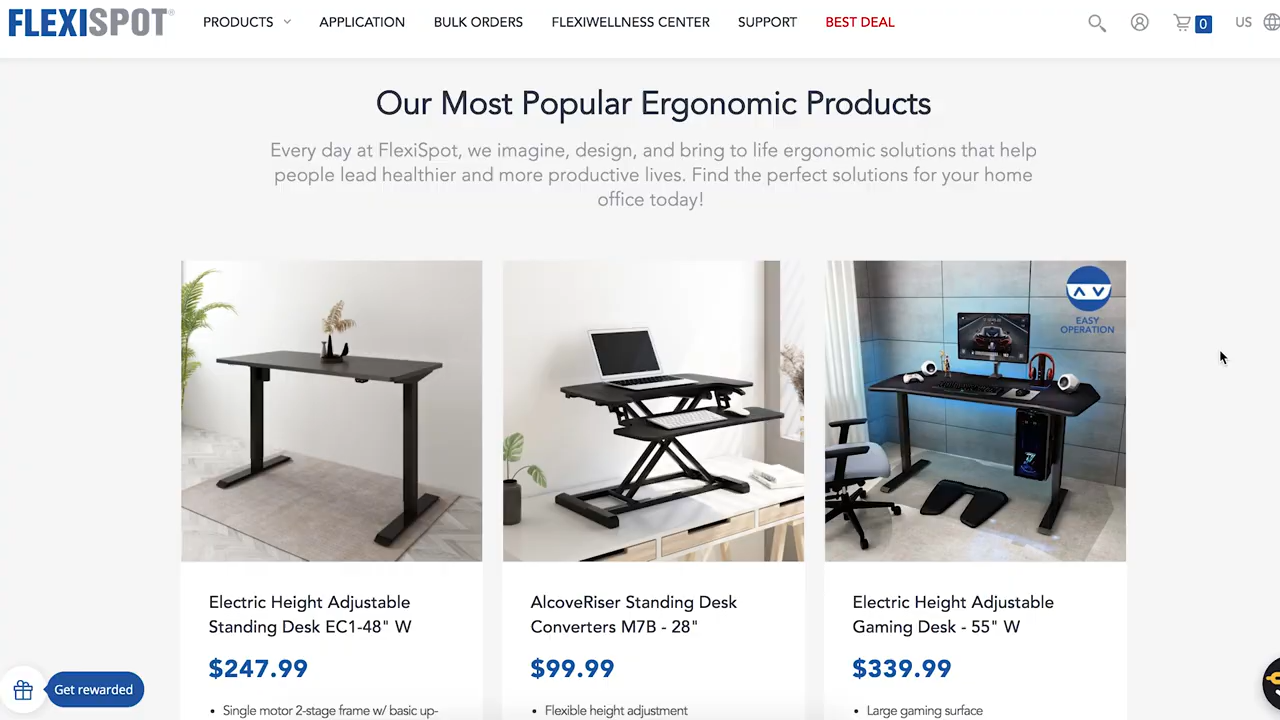 FLEXISPOT®
PRODUCTS
APPLICATION
BULK ORDERS
FLEXIWELLNESS CENTER
SUPPORT
BEST DEAL
0
US
Our Most Popular Ergonomic Products
Every day at FlexiSpot, we imagine, design, and bring to life ergonomic solutions that help
people lead healthier and more productive lives. Find the perfect solutions for your home
office today!
EASY
OPERATION
Electric Height Adjustable
Standing Desk EC1-48" W
$247.99
• Single motor 2-stage frame w/ basic up-
AlcoveRiser Standing Desk
Converters M7B - 28"
$99.99
• Flexible height adjustment
Electric Height Adjustable
Gaming Desk - 55" W
$339.99
• Large gaming surface
Get rewarded